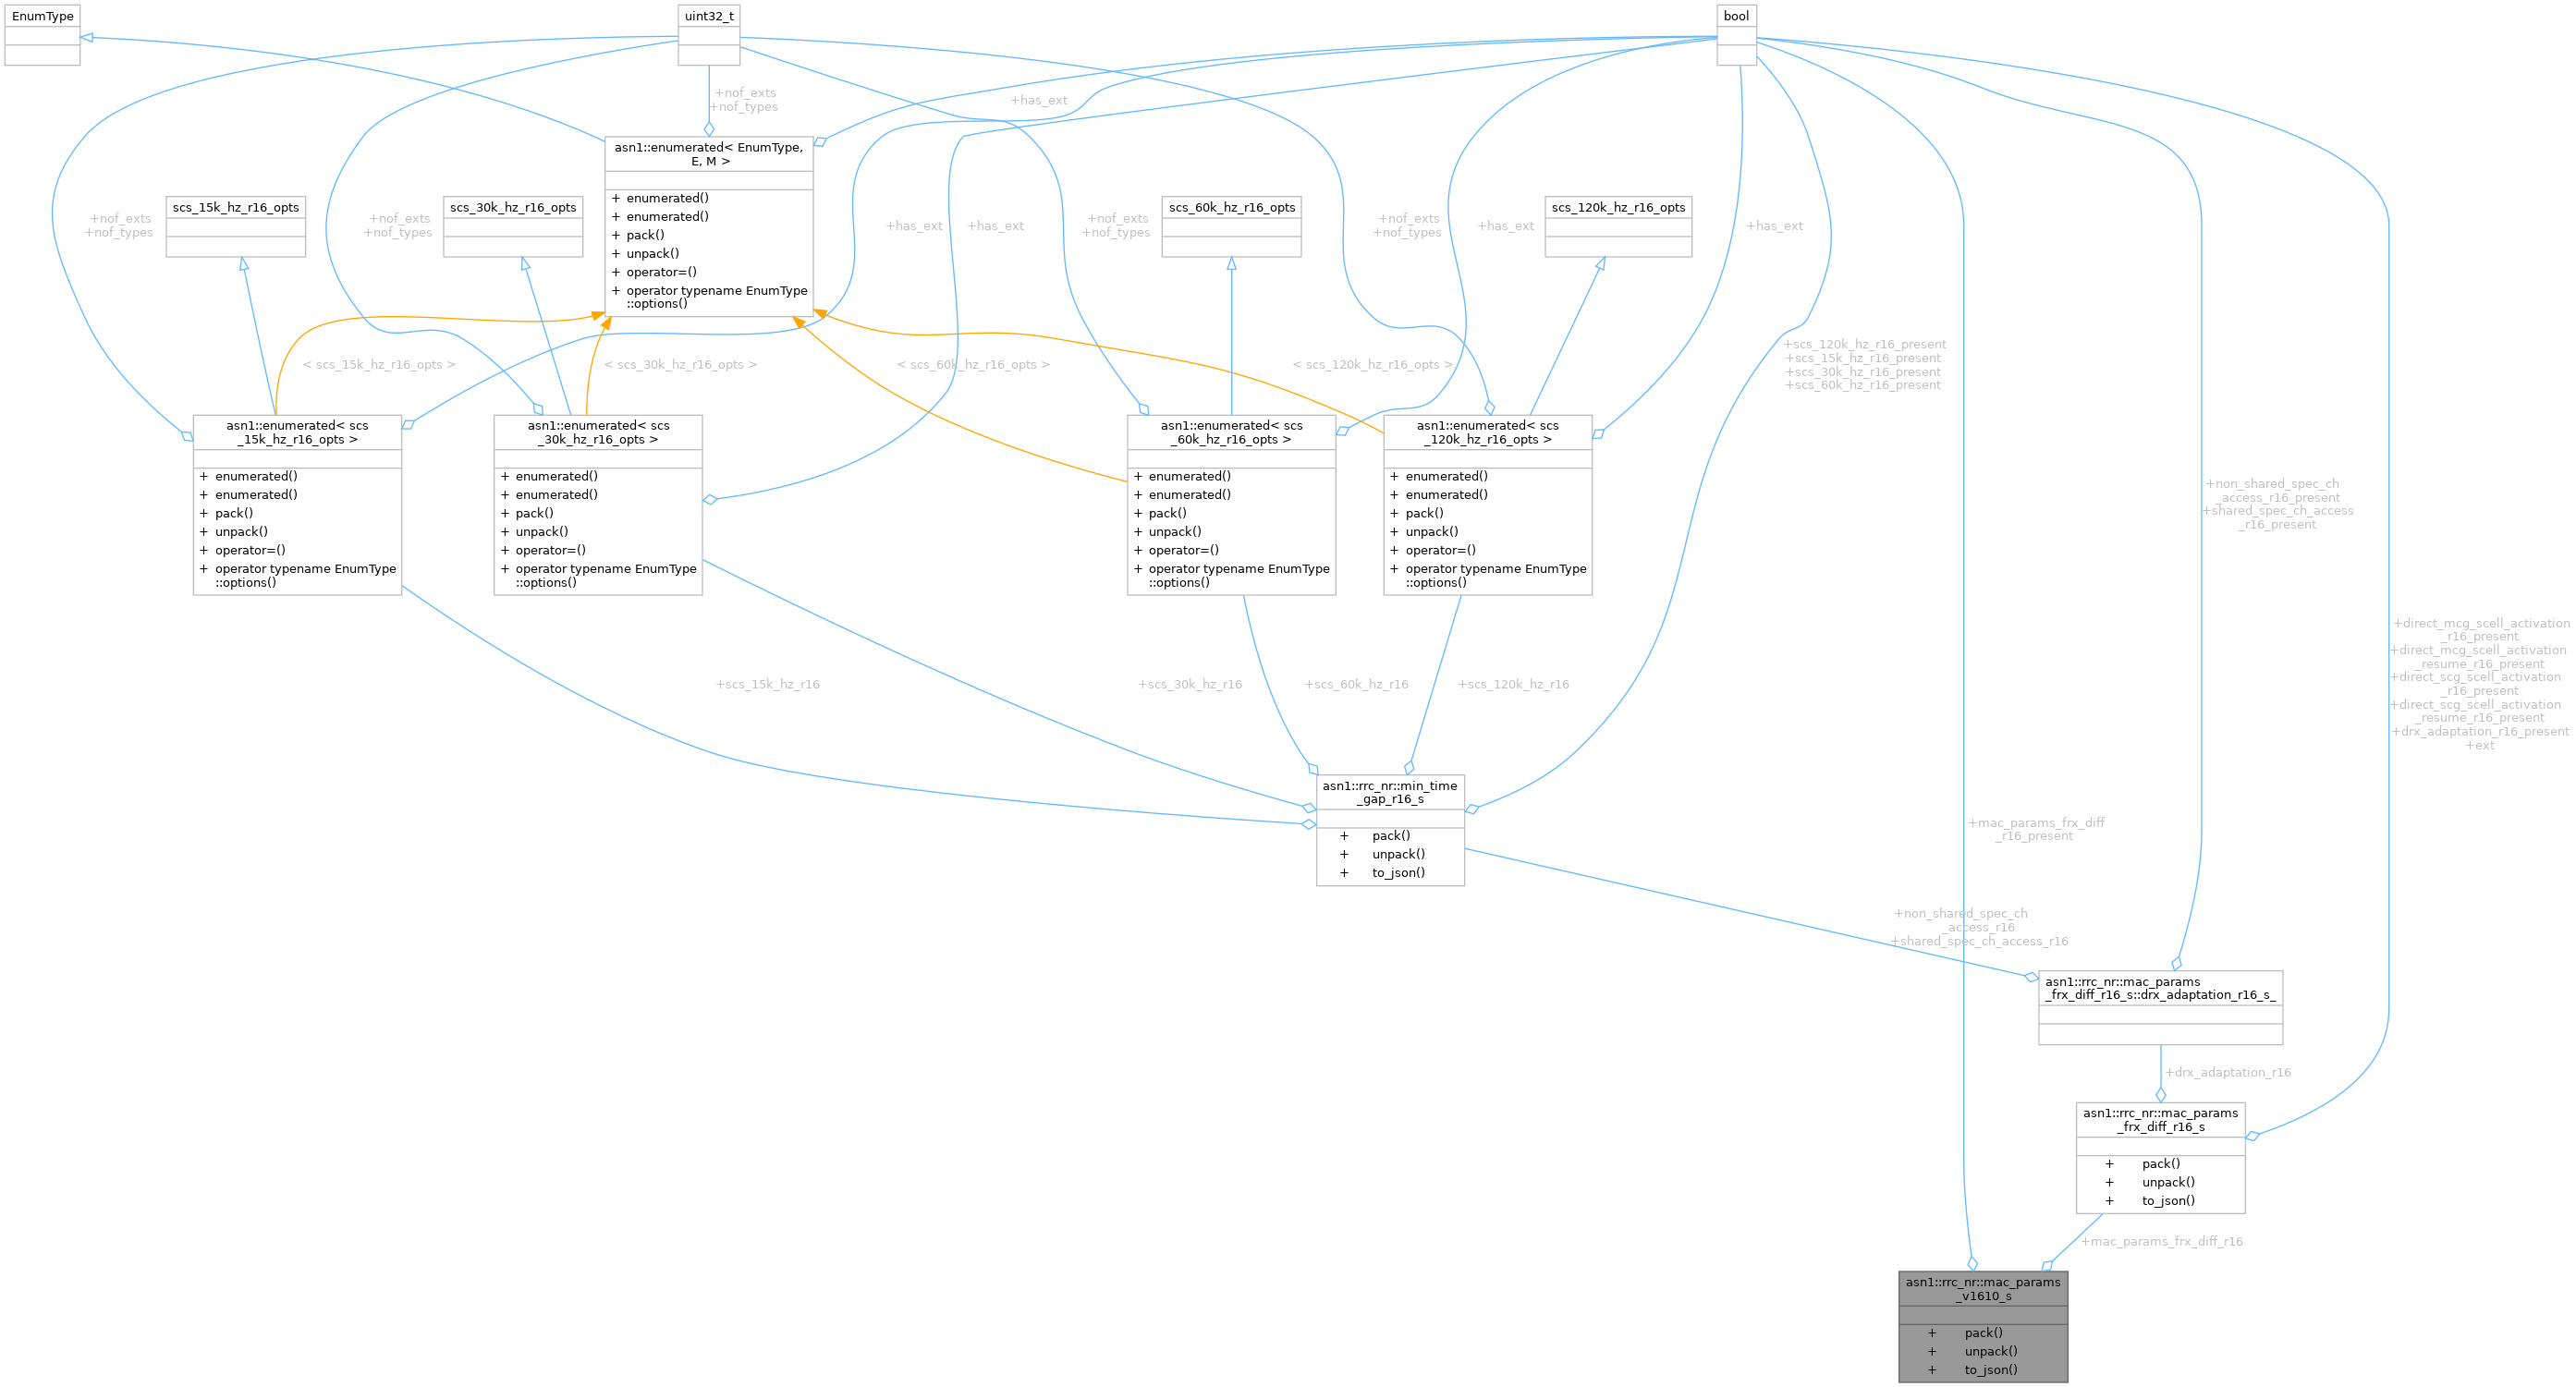 EnumType
uint32_t
bool
+nof_exts
+nof_types
+has_ext
asn1::enumerated< EnumType,
E, M >
+ enumerated()
+ enumerated()
+ pack()
+ unpack()
+ operator=()
+ operator typename EnumType
::options()
scs_15k_hz_r16_opts
scs_30k_hz_r16_opts
scs_60k_hz_r16_opts
scs_120k_hz_r16_opts
+nof_exts
+nof_types
+nof_exts
+nof_types
+has_ext
+has_ext
+nof_exts
+nof_types
+nof_exts
+nof_types
+has_ext
+has_ext
< scs_15k_hz_r16_opts >
< scs_30k_hz_r16_opts >
< scs_60k_hz_r16_opts >
< scs_120k_hz_r16_opts >
+scs_120k_hz_r16_present
+scs_15k_hz_r16_present
+scs_30k_hz_r16_present
+scs_60k_hz_r16_present
asn1::enumerated< scs
_15k_hz_r16_opts >
+ enumerated()
+ enumerated()
+ pack()
+ unpack()
+ operator=()
+ operator typename EnumType
::options()
asn1::enumerated< scs
_30k_hz_r16_opts >
+ enumerated()
+ enumerated()
+ pack()
+ unpack()
+ operator=()
+ operator typename EnumType
::options()
asn1::enumerated< scs
_60k_hz_r16_opts >
+ enumerated()
+ enumerated()
+ pack()
+ unpack()
+ operator=()
+ operator typename EnumType
::options()
asn1::enumerated< scs
_120k_hz_r16_opts >
+ enumerated()
+ enumerated()
+ pack()
+ unpack()
+ operator=()
+ operator typename EnumType
::options()
+non_shared_spec_ch
_access_r16_present
+shared_spec_ch_access
_r16_present
+direct_mcg_scell_activation
_r16_present
+direct_mcg_scell_activation
_resume_r16_present
+direct_scg_scell_activation
_r16_present
+direct_scg_scell_activation
_resume_r16_present
+drx_adaptation_r16_present
+ext
+scs_15k_hz_r16
+scs_30k_hz_r16
+scs_60k_hz_r16
+scs_120k_hz_r16
asn1::rrc_nr::min_time
_gap_r16_s
+ pack()
+ unpack()
+ to_json()
+mac_params_frx_diff
_r16_present
+non_shared_spec_ch
_access_r16
+shared_spec_ch_access_r16
asn1::rrc_nr::mac_params
_frx_diff_r16_s::drx_adaptation_r16_s_
+drx_adaptation_r16
asn1::rrc_nr::mac_params
_frx_diff_r16_s
+ pack()
+ unpack()
+ to_json()
+mac_params_frx_diff_r16
asn1::rrc_nr::mac_params
_v1610_s
+ pack()
+ unpack()
+ to_json()